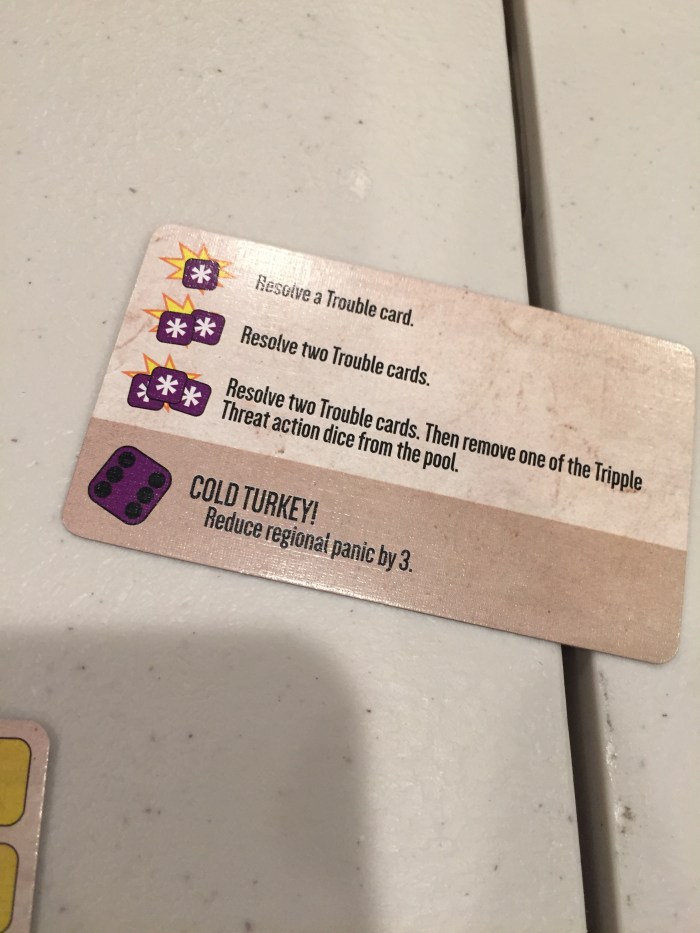 Resolve a Trouble card.
Resolve two Trouble cards.
Resolve two Trouble cards. Then remove one of the Tripple
Threat action dice from the pool.
COLD TURKEY!
Reduce regional panic by 3.